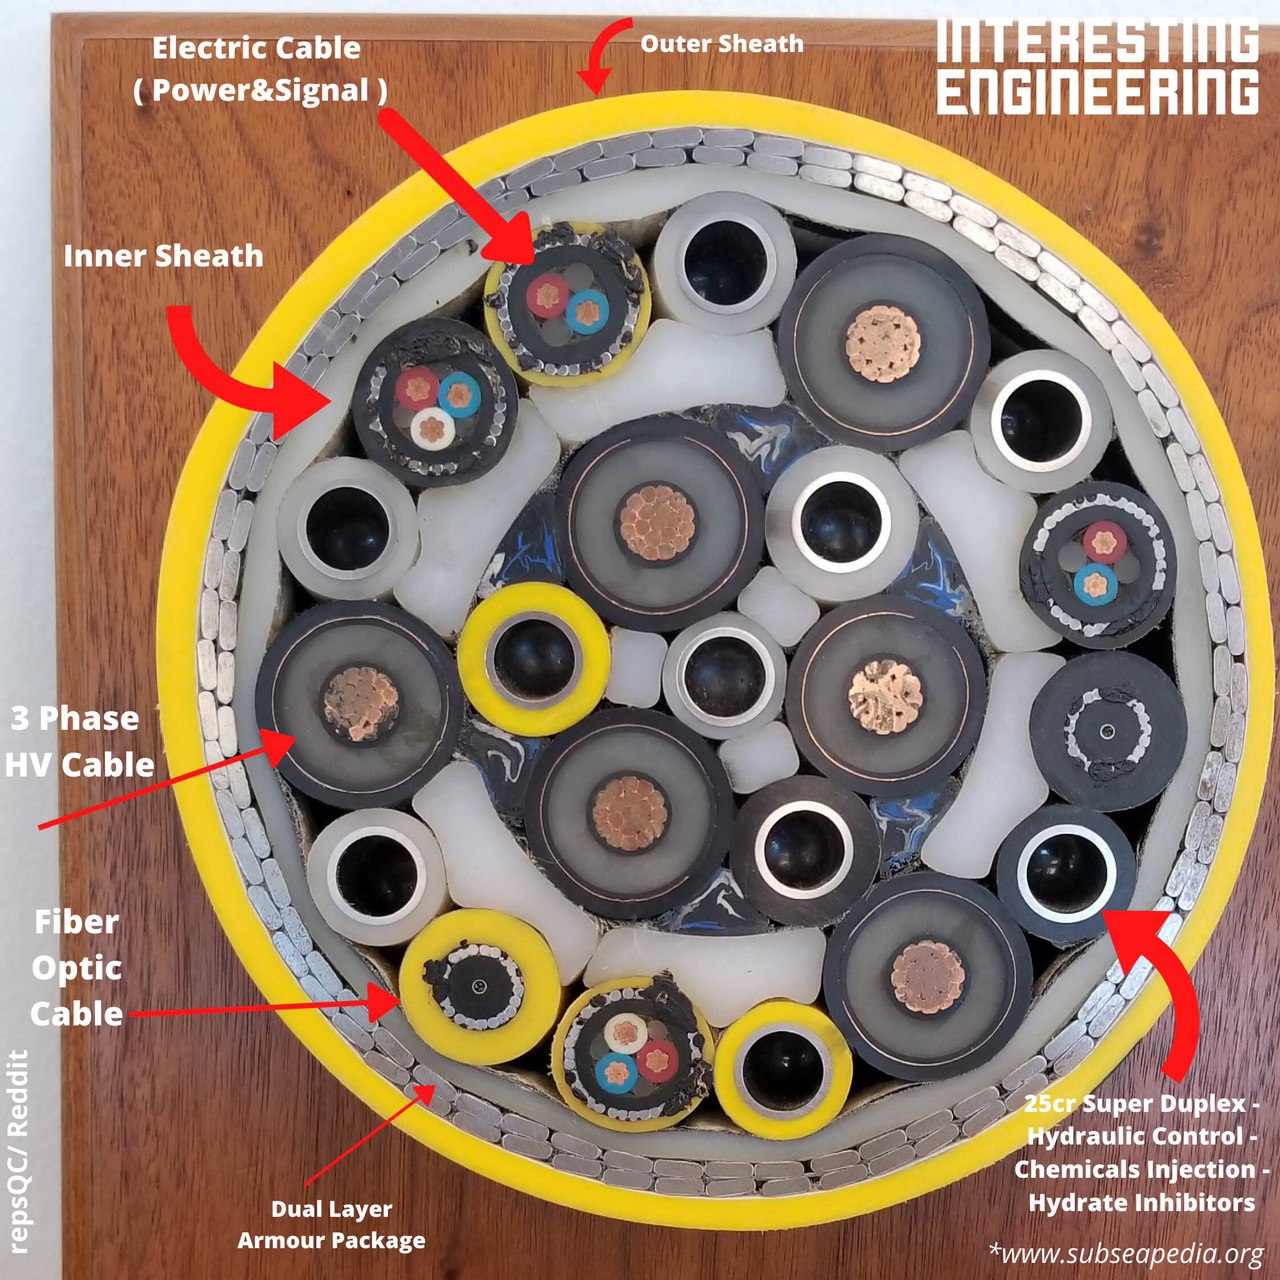 INTERESTING
ENGINEERING
Electric Cable
( Power&Signal )
Outer Sheath
Inner Sheath
3 Phase
HV Cable
Fiber
Optic
Cable
Dual Layer
Armour Package
25cr Super Duplex -
Hydraulic Control -
Chemicals Injection -
Hydrate Inhibitors
repsQC/ Reddit
*www.subseapedia.org